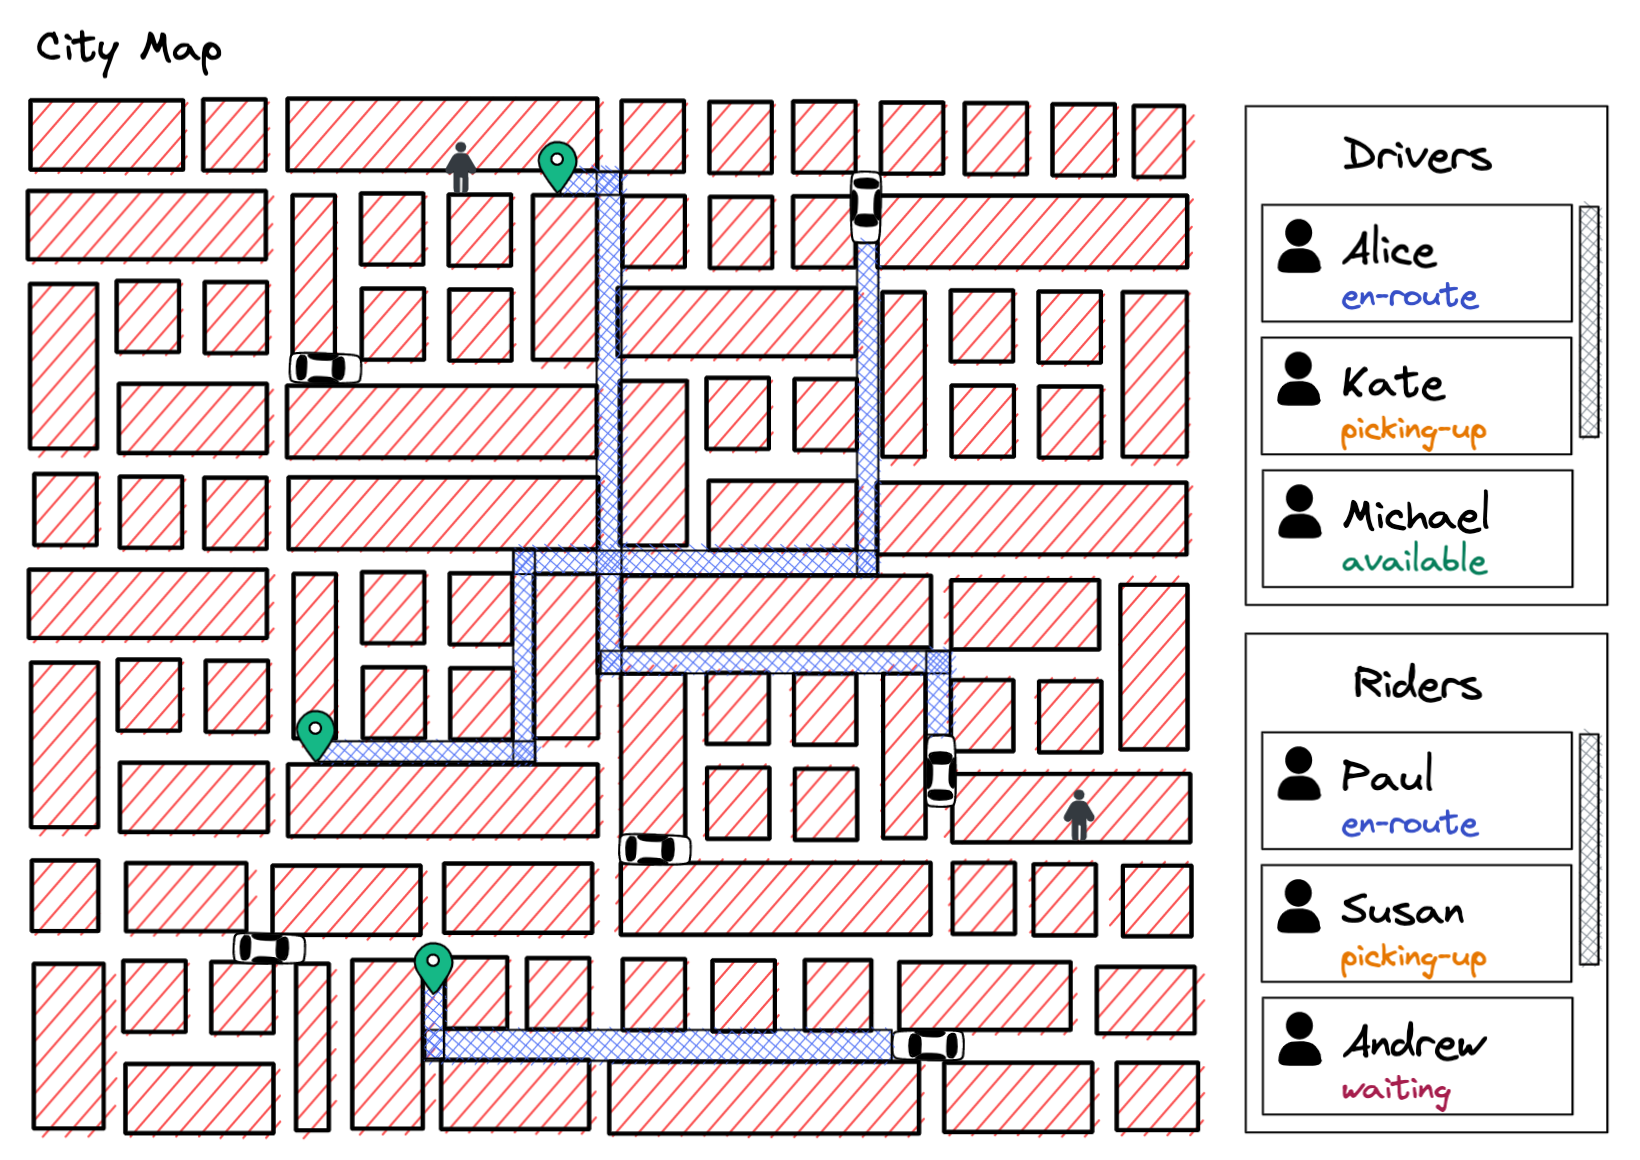 City Map
Drivers
Alice
en-route
Kate
picking-up
Michael
available
Riders
Paul
en-route
Susan
picking-up
Andrew
waiting